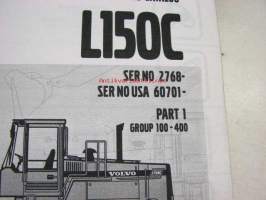 L150C
SER NO 2768-
SER NO USA 60701-
PART 1
GROUP 100-400
VOLVO